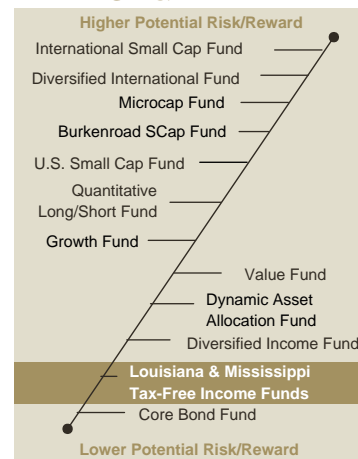 Higher Potential Risk/Reward
International Small Cap Fund
Diversified International Fund
Microcap Fund
Burkenroad SCap Fund
U.S. Small Cap Fund
Quantitative
Long/Short Fund
Growth Fund
Value Fund
Dynamic Asset
Allocation Fund
Diversified Income Fund
Louisiana & Mississippi
Tax-Free Income Funds
Core Bond Fund
Lower Potential Risk/Reward